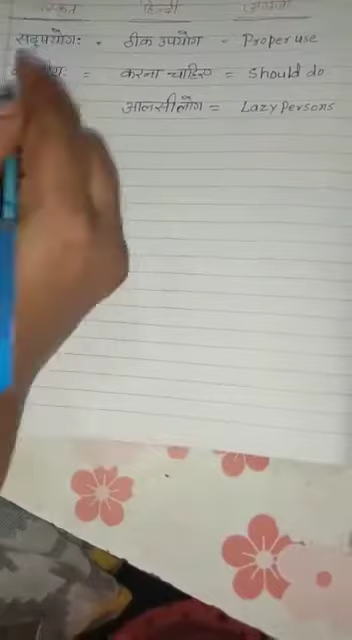 हिन्दी
सदुपयोगः = ठीक उपयोग = Proper use
= करना चाहिए = should do
आलसीलोग = Lazy Persons